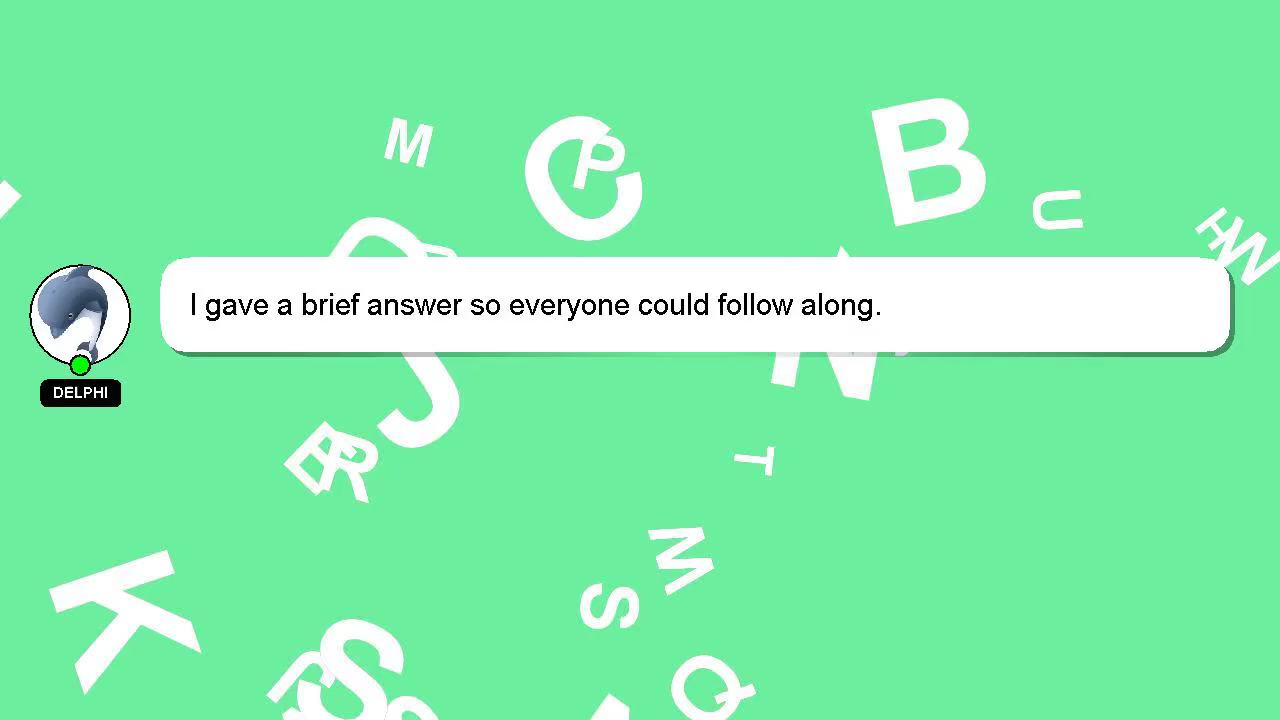 M
C
P
B
U
H
W
I gave a brief answer so everyone could follow along.
DELPHI
J
N
R
T
K
M
S
S
Q